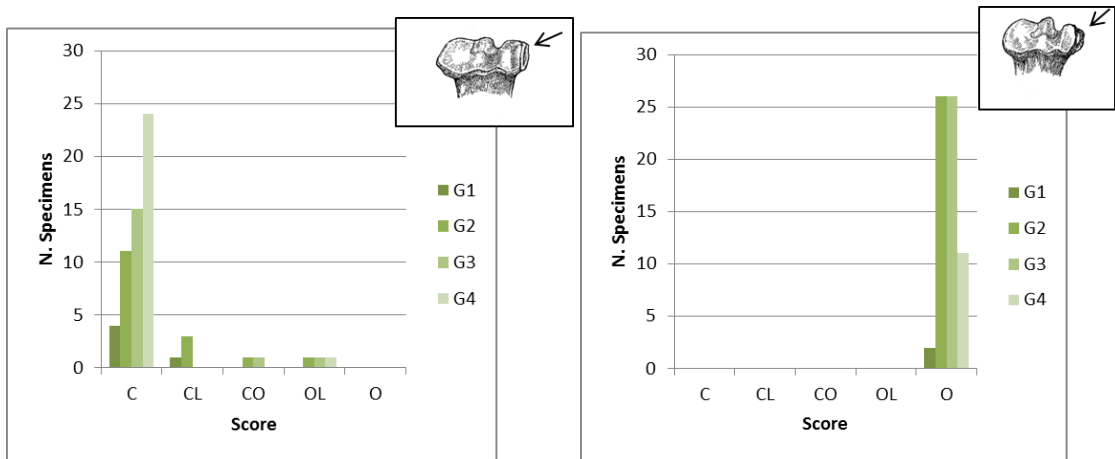 30
25
20
15
10
5
0
N. Specimens
C CL CO OL O
Score
G1
G2
G3
G4
30
25
20
15
10
5
0
N. Specimens
C CL CO OL O
Score
G1
G2
G3
G4